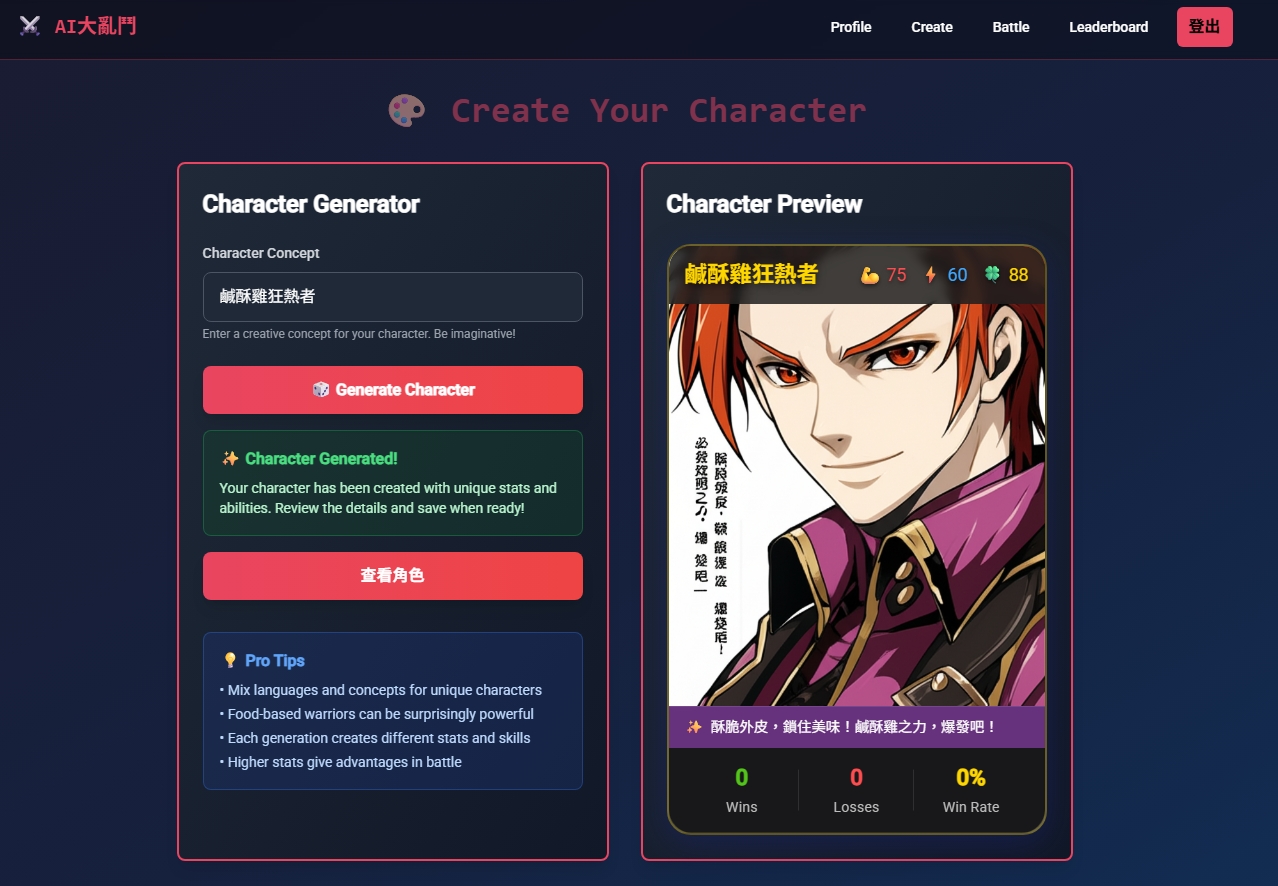 AI大亂鬥
Profile
Create
Battle
Leaderboard
登出
Create Your Character
Character Generator
Character Concept
鹹酥雞狂熱者
Enter a creative concept for your character. Be imaginative!
Generate Character
Character Generated!
Your character has been created with unique stats and
abilities. Review the details and save when ready!
查看角色
Pro Tips
• Mix languages and concepts for unique characters
• Food-based warriors can be surprisingly powerful
• Each generation creates different stats and skills
• Higher stats give advantages in battle
Character Preview
鹹酥雞狂熱者
75
60
88
酥脆外皮，鎖住美味！鹹酥雞之力，爆發吧！
0
Wins
0
Losses
0%
Win Rate